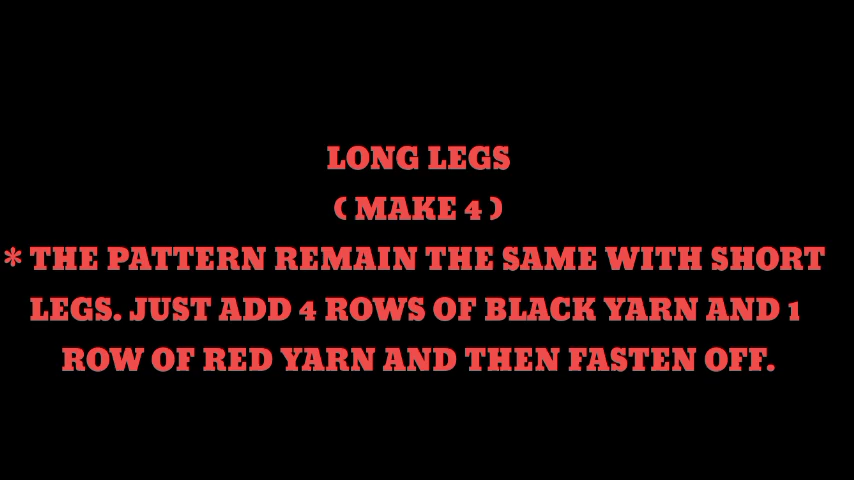 LONG LEGS
( MAKE 4 )
* THE PATTERN REMAIN THE SAME WITH SHORT
LEGS. JUST ADD 4 ROWS OF BLACK YARN AND 1
ROW OF RED YARN AND THEN FASTEN OFF.